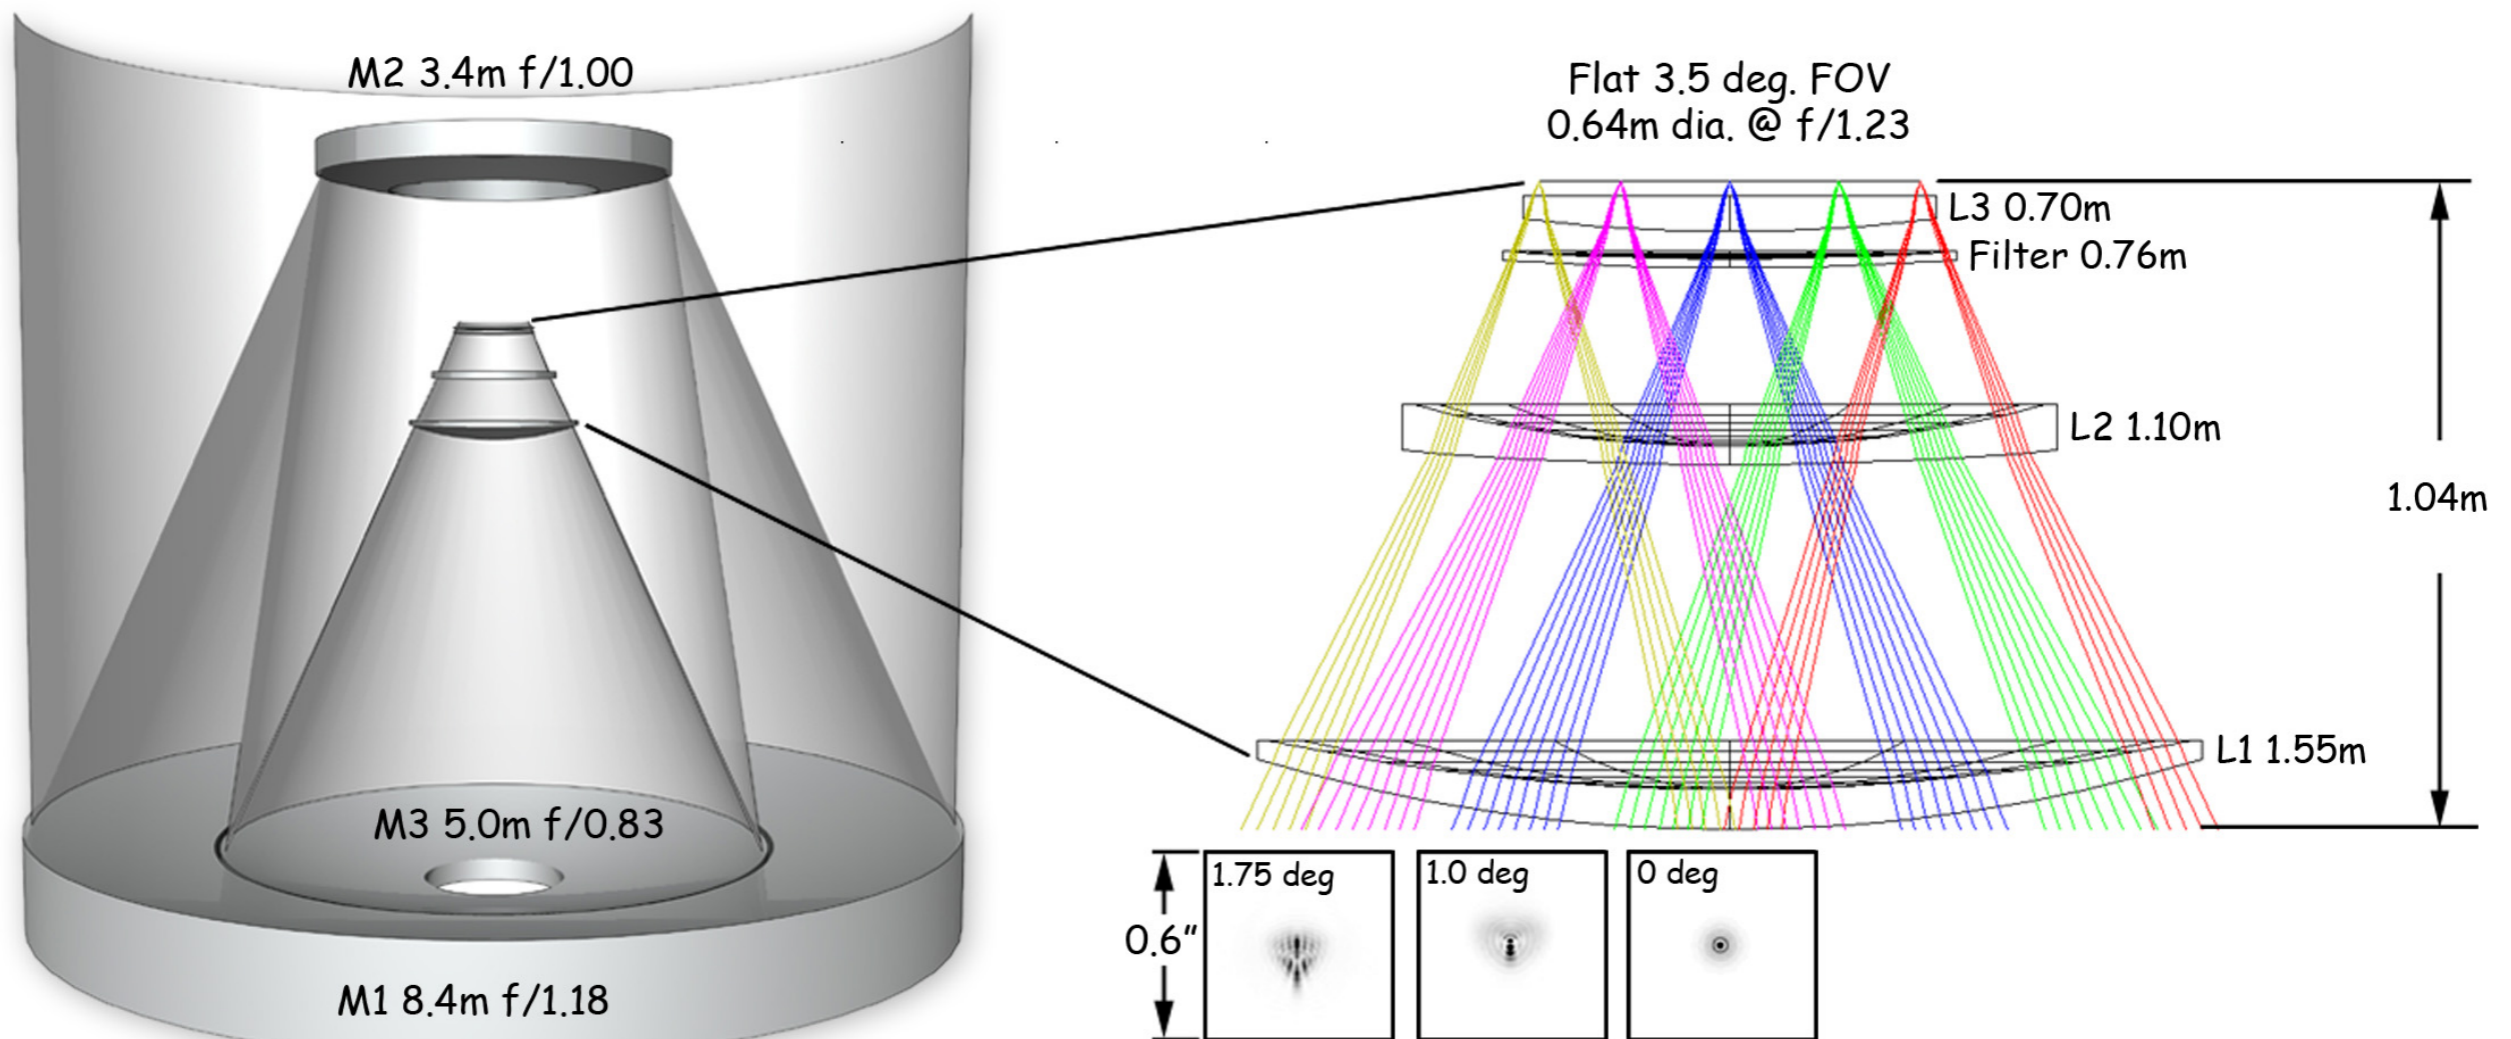 M2 3.4m f/1.00
M3 5.0m f/0.83
M1 8.4m f/1.18
Flat 3.5 deg. FOV
0.64m dia. @ f/1.23
L3 0.70m
Filter 0.76m
L2 1.10m
1.04m
L1 1.55m
0.6″
1.75 deg
1.0 deg
0 deg